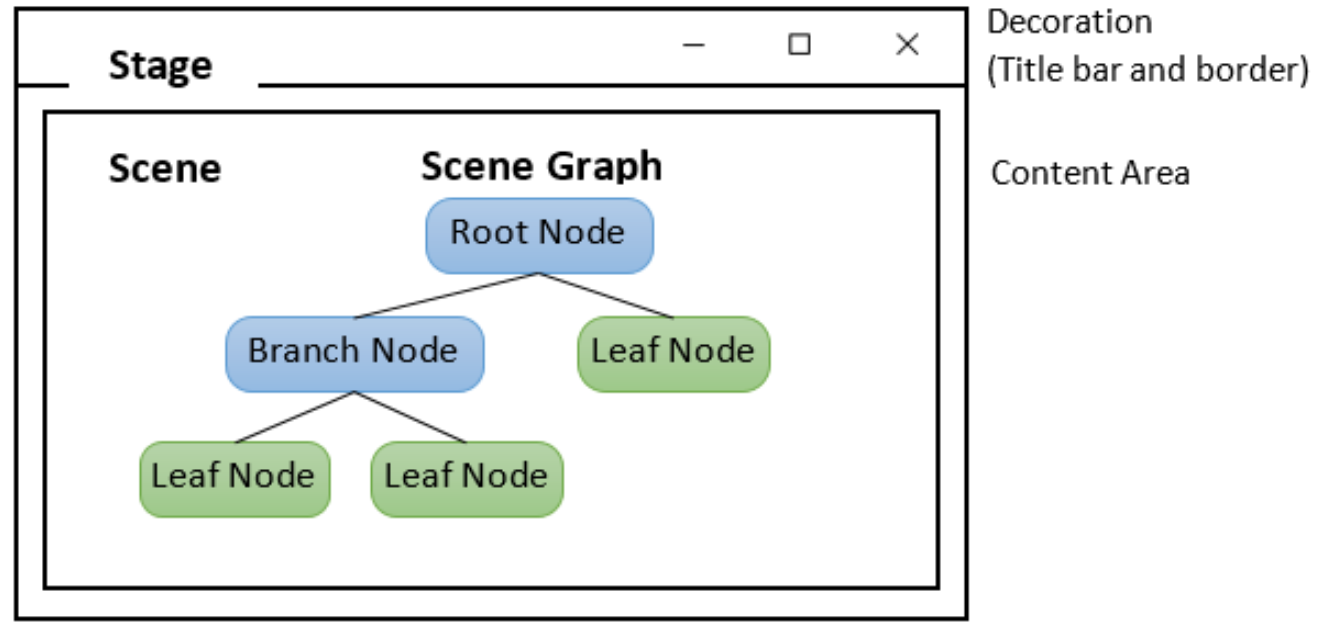 Stage
Decoration
(Title bar and border)
Scene
Scene Graph
Content Area
Root Node
Branch Node
Leaf Node
Leaf Node
Leaf Node